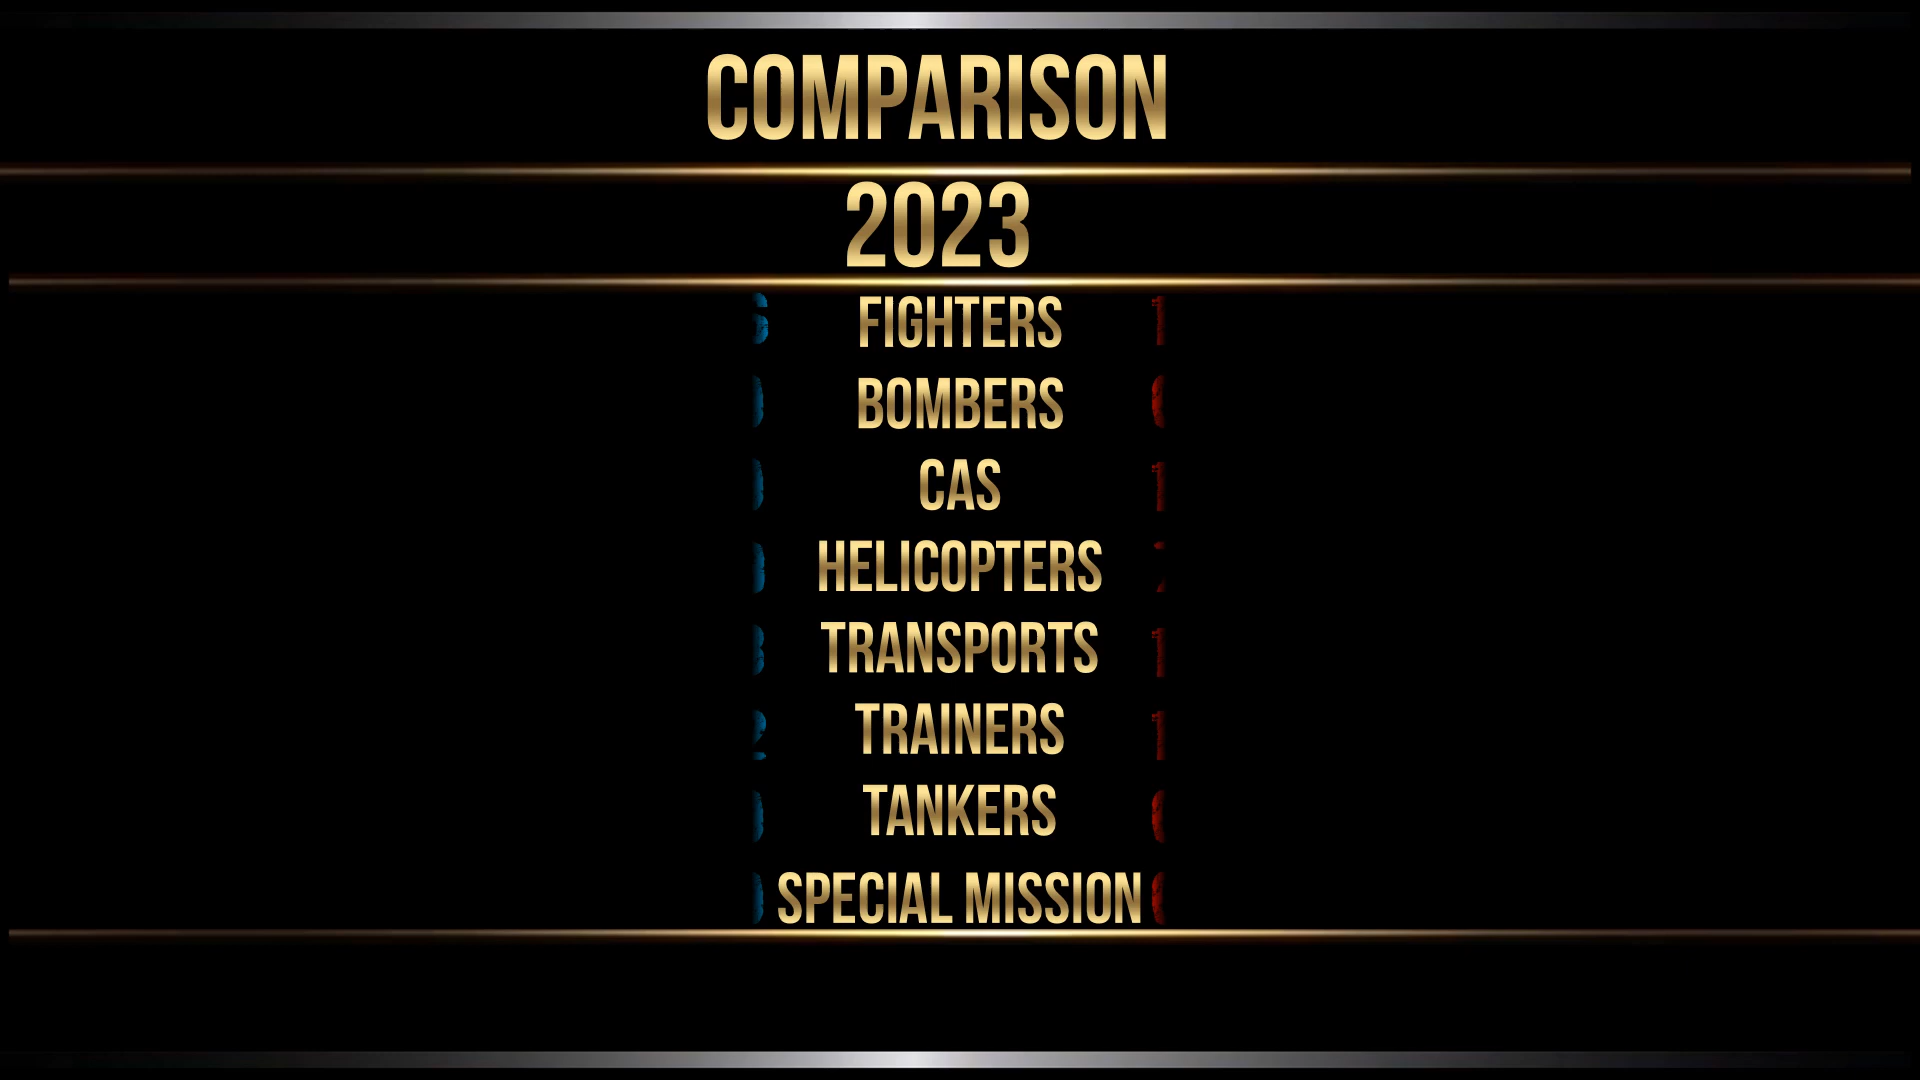 COMPARISON
2023
FIGHTERS
BOMBERS
CAS
HELICOPTERS
TRANSPORTS
TRAINERS
TANKERS
SPECIAL MISSION